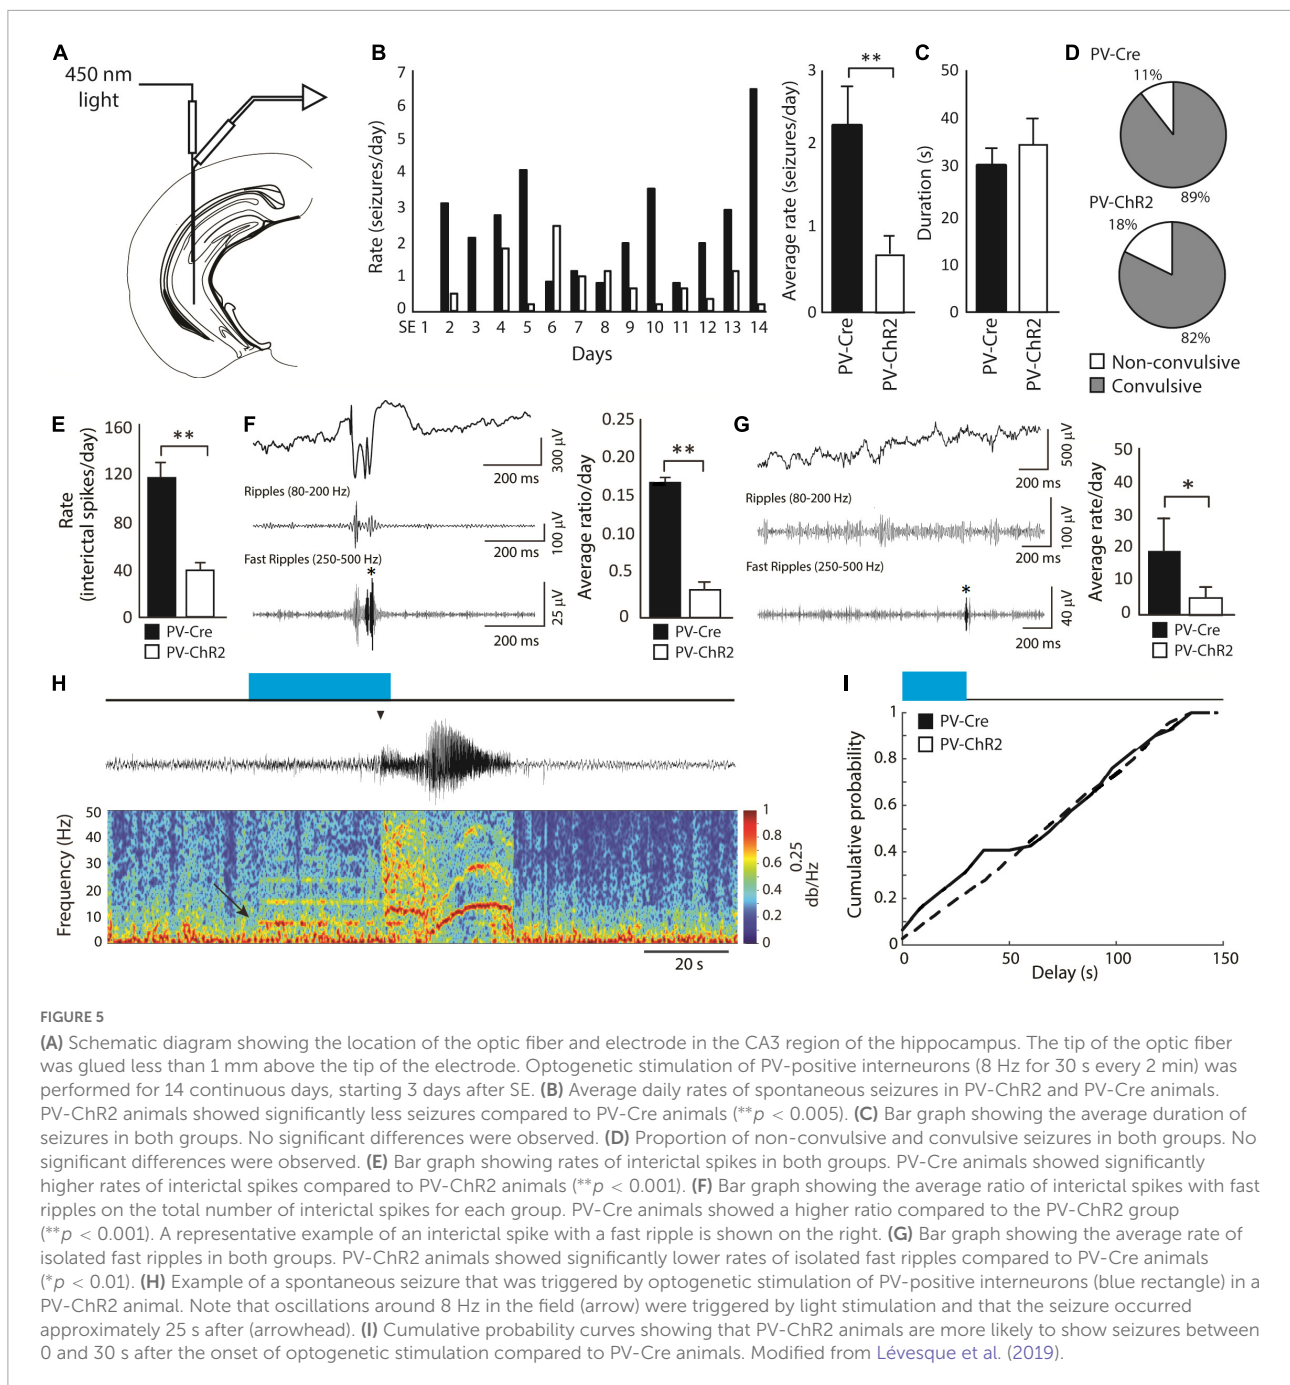 A
450 nm
light
B
Rate (seizures/day)
7
6
5
4
3
2
1
0
SE 1 2 3 4 5 6 7 8 9 10 11 12 13 14
Days
Average rate (seizures/day)
3
2
1
0
**
PV-Cre
PV-ChR2
C
Duration (s)
50
40
30
20
10
0
PV-Cre
PV-ChR2
D
PV-Cre
11%
89%
PV-ChR2
18%
82%
Non-convulsive
Convulsive
E
Rate
(interictal spikes/day)
160
120
80
40
0
**
PV-Cre
PV-ChR2
F
300 µV
200 ms
Ripples (80-200 Hz)
100 µV
200 ms
Fast Ripples (250-500 Hz)
*
25 µV
200 ms
Average ratio/day
0.25
0.20
0.15
0.10
0.5
0
**
PV-Cre
PV-ChR2
G
500 µV
200 ms
Ripples (80-200 Hz)
100 µV
200 ms
Fast Ripples (250-500 Hz)
*
40 µV
200 ms
Average rate/day
50
40
30
20
10
0
*
PV-Cre
PV-ChR2
H
Frequency (Hz)
50
40
30
20
10
0
1
0.8
0.6
0.4
0.2
0
0.25
db/Hz
20 s
I
PV-Cre
PV-ChR2
Cumulative probability
1
0.8
0.6
0.4
0.2
0
0 50 100 150
Delay (s)
FIGURE 5
(A) Schematic diagram showing the location of the optic fiber and electrode in the CA3 region of the hippocampus. The tip of the optic fiber
was glued less than 1 mm above the tip of the electrode. Optogenetic stimulation of PV-positive interneurons (8 Hz for 30 s every 2 min) was
performed for 14 continuous days, starting 3 days after SE. (B) Average daily rates of spontaneous seizures in PV-ChR2 and PV-Cre animals.
PV-ChR2 animals showed significantly less seizures compared to PV-Cre animals (**p < 0.005). (C) Bar graph showing the average duration of
seizures in both groups. No significant differences were observed. (D) Proportion of non-convulsive and convulsive seizures in both groups. No
significant differences were observed. (E) Bar graph showing rates of interictal spikes in both groups. PV-Cre animals showed significantly
higher rates of interictal spikes compared to PV-ChR2 animals (**p < 0.001). (F) Bar graph showing the average ratio of interictal spikes with fast
ripples on the total number of interictal spikes for each group. PV-Cre animals showed a higher ratio compared to the PV-ChR2 group
(**p < 0.001). A representative example of an interictal spike with a fast ripple is shown on the right. (G) Bar graph showing the average rate of
isolated fast ripples in both groups. PV-ChR2 animals showed significantly lower rates of isolated fast ripples compared to PV-Cre animals
(*p < 0.01). (H) Example of a spontaneous seizure that was triggered by optogenetic stimulation of PV-positive interneurons (blue rectangle) in a
PV-ChR2 animal. Note that oscillations around 8 Hz in the field (arrow) were triggered by light stimulation and that the seizure occurred
approximately 25 s after (arrowhead). (I) Cumulative probability curves showing that PV-ChR2 animals are more likely to show seizures between
0 and 30 s after the onset of optogenetic stimulation compared to PV-Cre animals. Modified from Lévesque et al. (2019).